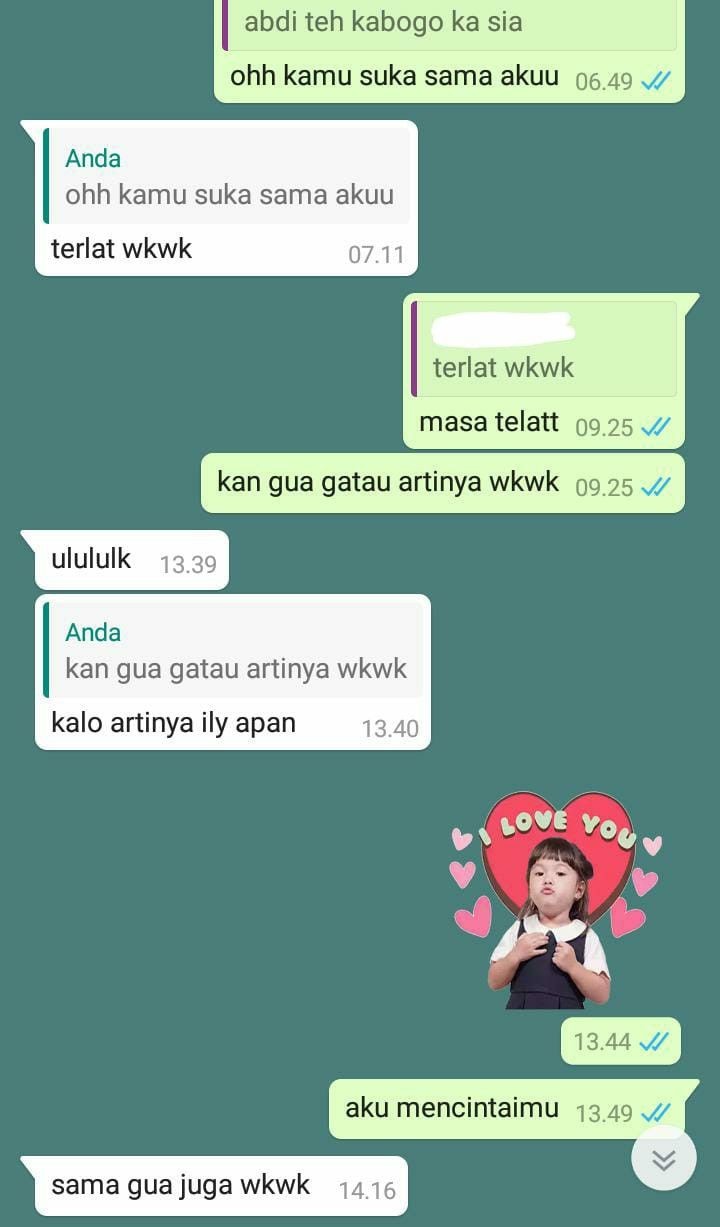 abdi teh kabogo ka sia
ohh kamu suka sama akuu 06.49
Anda
ohh kamu suka sama akuu
terlat wkwk 07.11
terlat wkwk
masa telatt 09.25
kan gua gatau artinya wkwk 09.25
ulululk 13.39
Anda
kan gua gatau artinya wkwk
kalo artinya ily apan 13.40
I LOVE YOU
13.44
aku mencintaimu 13.49
sama gua juga wkwk 14.16